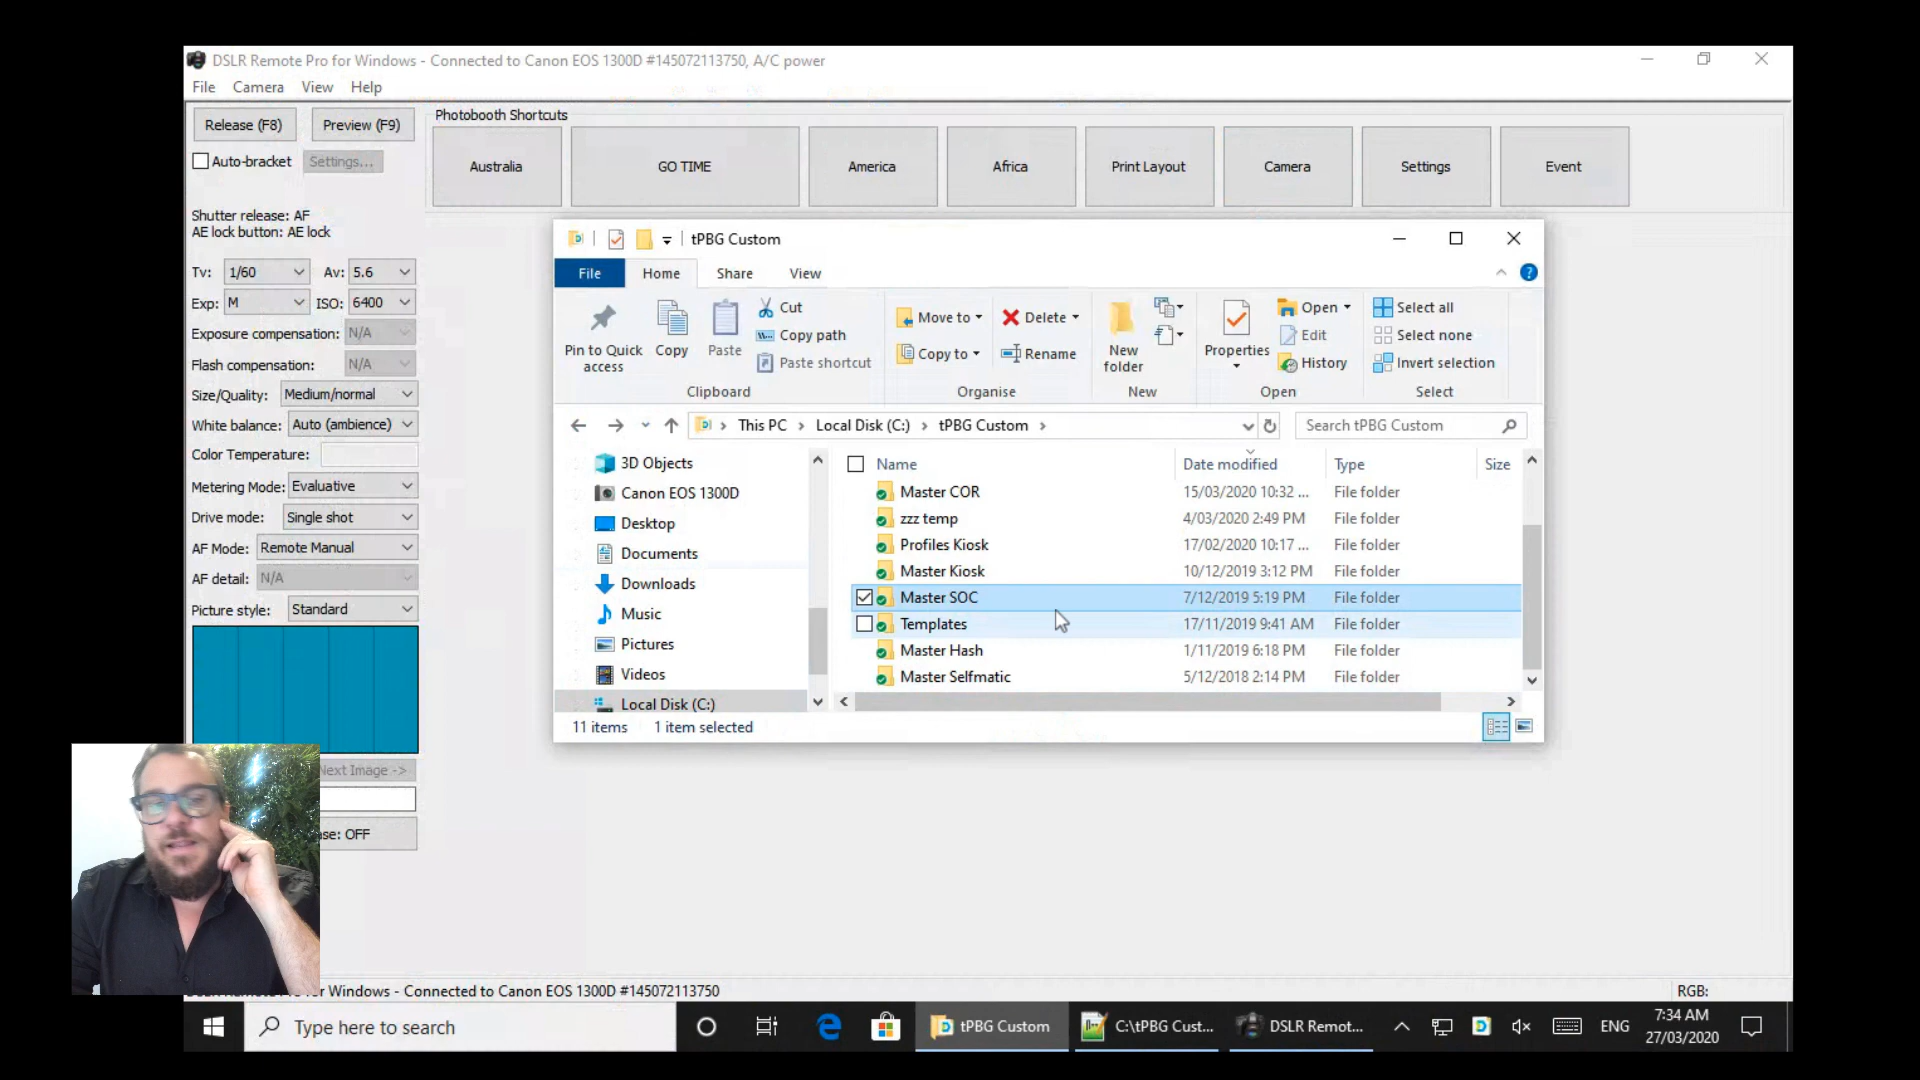 DSLR Remote Pro for Windows - Connected to Canon EOS 1300D #145072113750, A/C power
File Camera View Help
Release (F8) Preview (F9)
Auto-bracket Settings...
Photobooth Shortcuts
Australia GO TIME America Africa Print Layout Camera Settings Event
Shutter release: AF
AE lock button: AE lock
Tv: 1/60 Av: 5.6
Exp: M ISO: 6400
Exposure compensation: N/A
Flash compensation: N/A
Size/Quality: Medium/normal
White balance: Auto (ambience)
Color Temperature:
Metering Mode: Evaluative
Drive mode: Single shot
AF Mode: Remote Manual
AF detail: N/A
Picture style: Standard
Next Image ->
se: OFF
tPBG Custom
File Home Share View
Pin to Quick access Copy Paste Cut Copy path Paste shortcut
Clipboard
Move to Copy to Delete Rename
Organise
New folder
New
Properties Open Edit History
Open
Select all Select none Invert selection
Select
This PC Local Disk (C:) tPBG Custom
Search tPBG Custom
3D Objects
Canon EOS 1300D
Desktop
Documents
Downloads
Music
Pictures
Videos
Local Disk (C:)
Name Date modified Type Size
Master COR 15/03/2020 10:32 ... File folder
zzz temp 4/03/2020 2:49 PM File folder
Profiles Kiosk 17/02/2020 10:17 ... File folder
Master Kiosk 10/12/2019 3:12 PM File folder
Master SOC 7/12/2019 5:19 PM File folder
Templates 17/11/2019 9:41 AM File folder
Master Hash 1/11/2019 6:18 PM File folder
Master Selfmatic 5/12/2018 2:14 PM File folder
11 items 1 item selected
for Windows - Connected to Canon EOS 1300D #145072113750
RGB:
Type here to search
tPBG Custom
C:\tPBG Cust...
DSLR Remot...
ENG
7:34 AM
27/03/2020